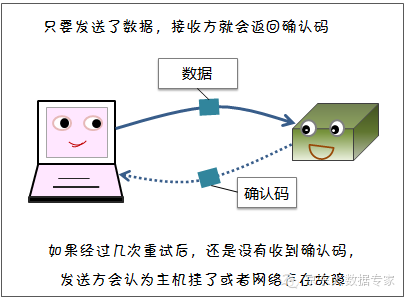 只要发送了数据，接收方就会返回确认码
数据
确认码
如果经过几次重试后，还是没有收到确认码，
发送方会认为主机挂了或者网络存在故障
数据专家